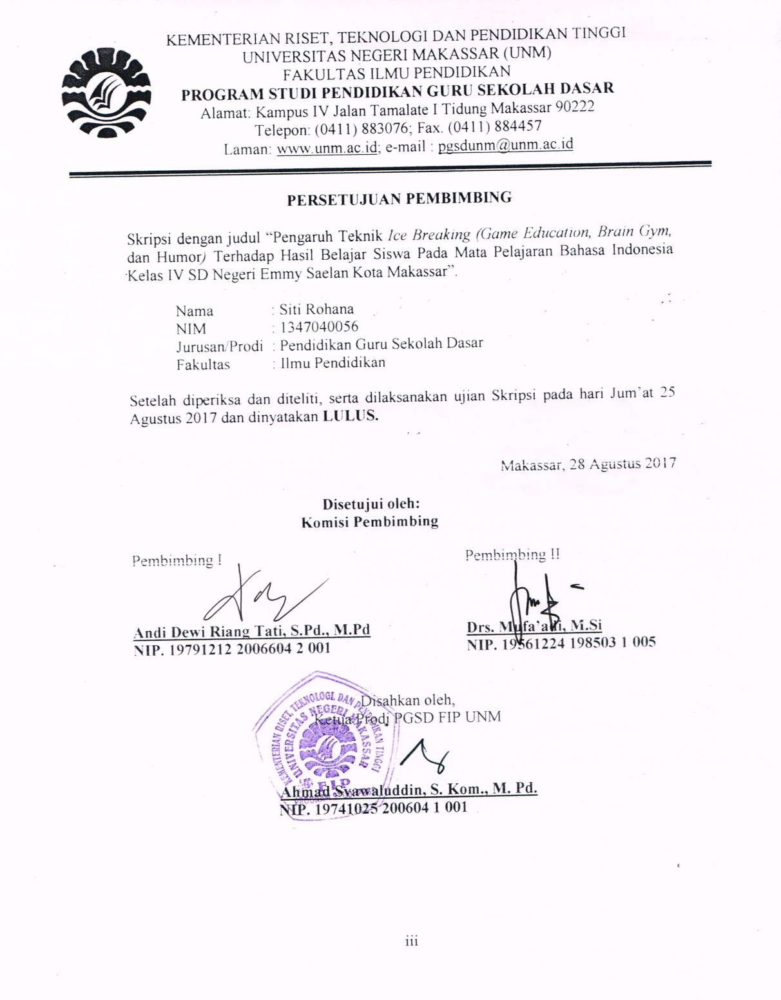 KEMENTERIAN RISET, TEKNOLOGI DAN PENDIDIKAN TINGGI
UNIVERSITAS NEGERI MAKASSAR (UNM)
FAKULTAS ILMU PENDIDIKAN
PROGRAM STUDI PENDIDIKAN GURU SEKOLAH DASAR
Alamat: Kampus IV Jalan Tamalate I Tidung Makassar 90222
Telepon: (0411) 883076; Fax. (0411) 884457
Laman: www.unm.ac.id; e-mail : pgsdunm@unm.ac.id
PERSETUJUAN PEMBIMBING
Skripsi dengan judul “Pengaruh Teknik Ice Breaking (Game Education, Brain Gym,
dan Humor) Terhadap Hasil Belajar Siswa Pada Mata Pelajaran Bahasa Indonesia
Kelas IV SD Negeri Emmy Saelan Kota Makassar”.
Nama : Siti Rohana
NIM : 1347040056
Jurusan/Prodi : Pendidikan Guru Sekolah Dasar
Fakultas : Ilmu Pendidikan
Setelah diperiksa dan diteliti, serta dilaksanakan ujian Skripsi pada hari Jum’at 25
Agustus 2017 dan dinyatakan LULUS.
Makassar, 28 Agustus 2017
Disetujui oleh:
Komisi Pembimbing
Pembimbing I
Pembimbing II
Andi Dewi Riang Tati, S.Pd., M.Pd
NIP. 19791212 2006604 2 001
Drs. Mufa’adi, M.Si
NIP. 19561224 198503 1 005
Disahkan oleh,
Ketua Prodi PGSD FIP UNM
KEMENTERIAN RISET, TEKNOLOGI, DAN PENDIDIKAN TINGGI
UNIVERSITAS NEGERI MAKASSAR
FIP
Ahmad Syawaluddin, S. Kom., M. Pd.
NIP. 19741025 200604 1 001
iii